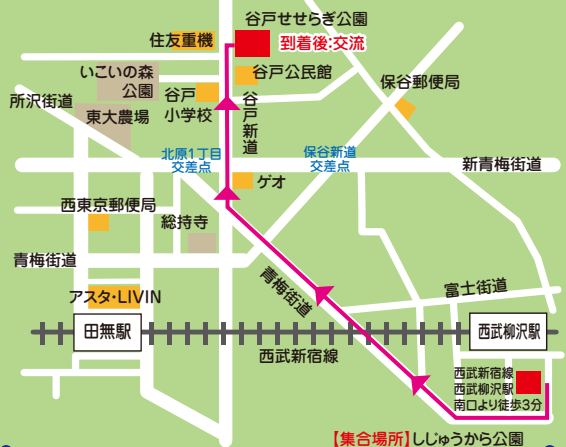 谷戸せせらぎ公園
住友重機
到着後:交流
いこいの森
公園
谷戸公民館
保谷郵便局
谷戸
小学校
所沢街道
東大農場
谷戸新道
北原1丁目
交差点
保谷新道
交差点
新青梅街道
ゲオ
西東京郵便局
総持寺
青梅街道
アスタ・LIVIN
青梅街道
富士街道
田無駅
西武柳沢駅
西武新宿線
西武新宿線
西武柳沢駅
南口より徒歩3分
【集合場所】しじゅうから公園